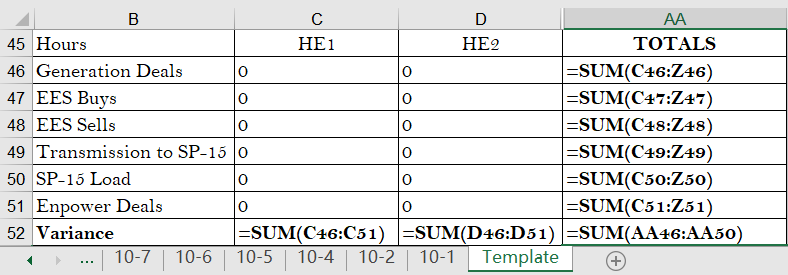 B C D AA
45 Hours HE1 HE2 TOTALS
46 Generation Deals 0 0 =SUM(C46:Z46)
47 EES Buys 0 0 =SUM(C47:Z47)
48 EES Sells 0 0 =SUM(C48:Z48)
49 Transmission to SP-15 0 0 =SUM(C49:Z49)
50 SP-15 Load 0 0 =SUM(C50:Z50)
51 Enpower Deals 0 0 =SUM(C51:Z51)
52 Variance =SUM(C46:C51) =SUM(D46:D51) =SUM(AA46:AA50)
... 10-7 10-6 10-5 10-4 10-2 10-1 Template